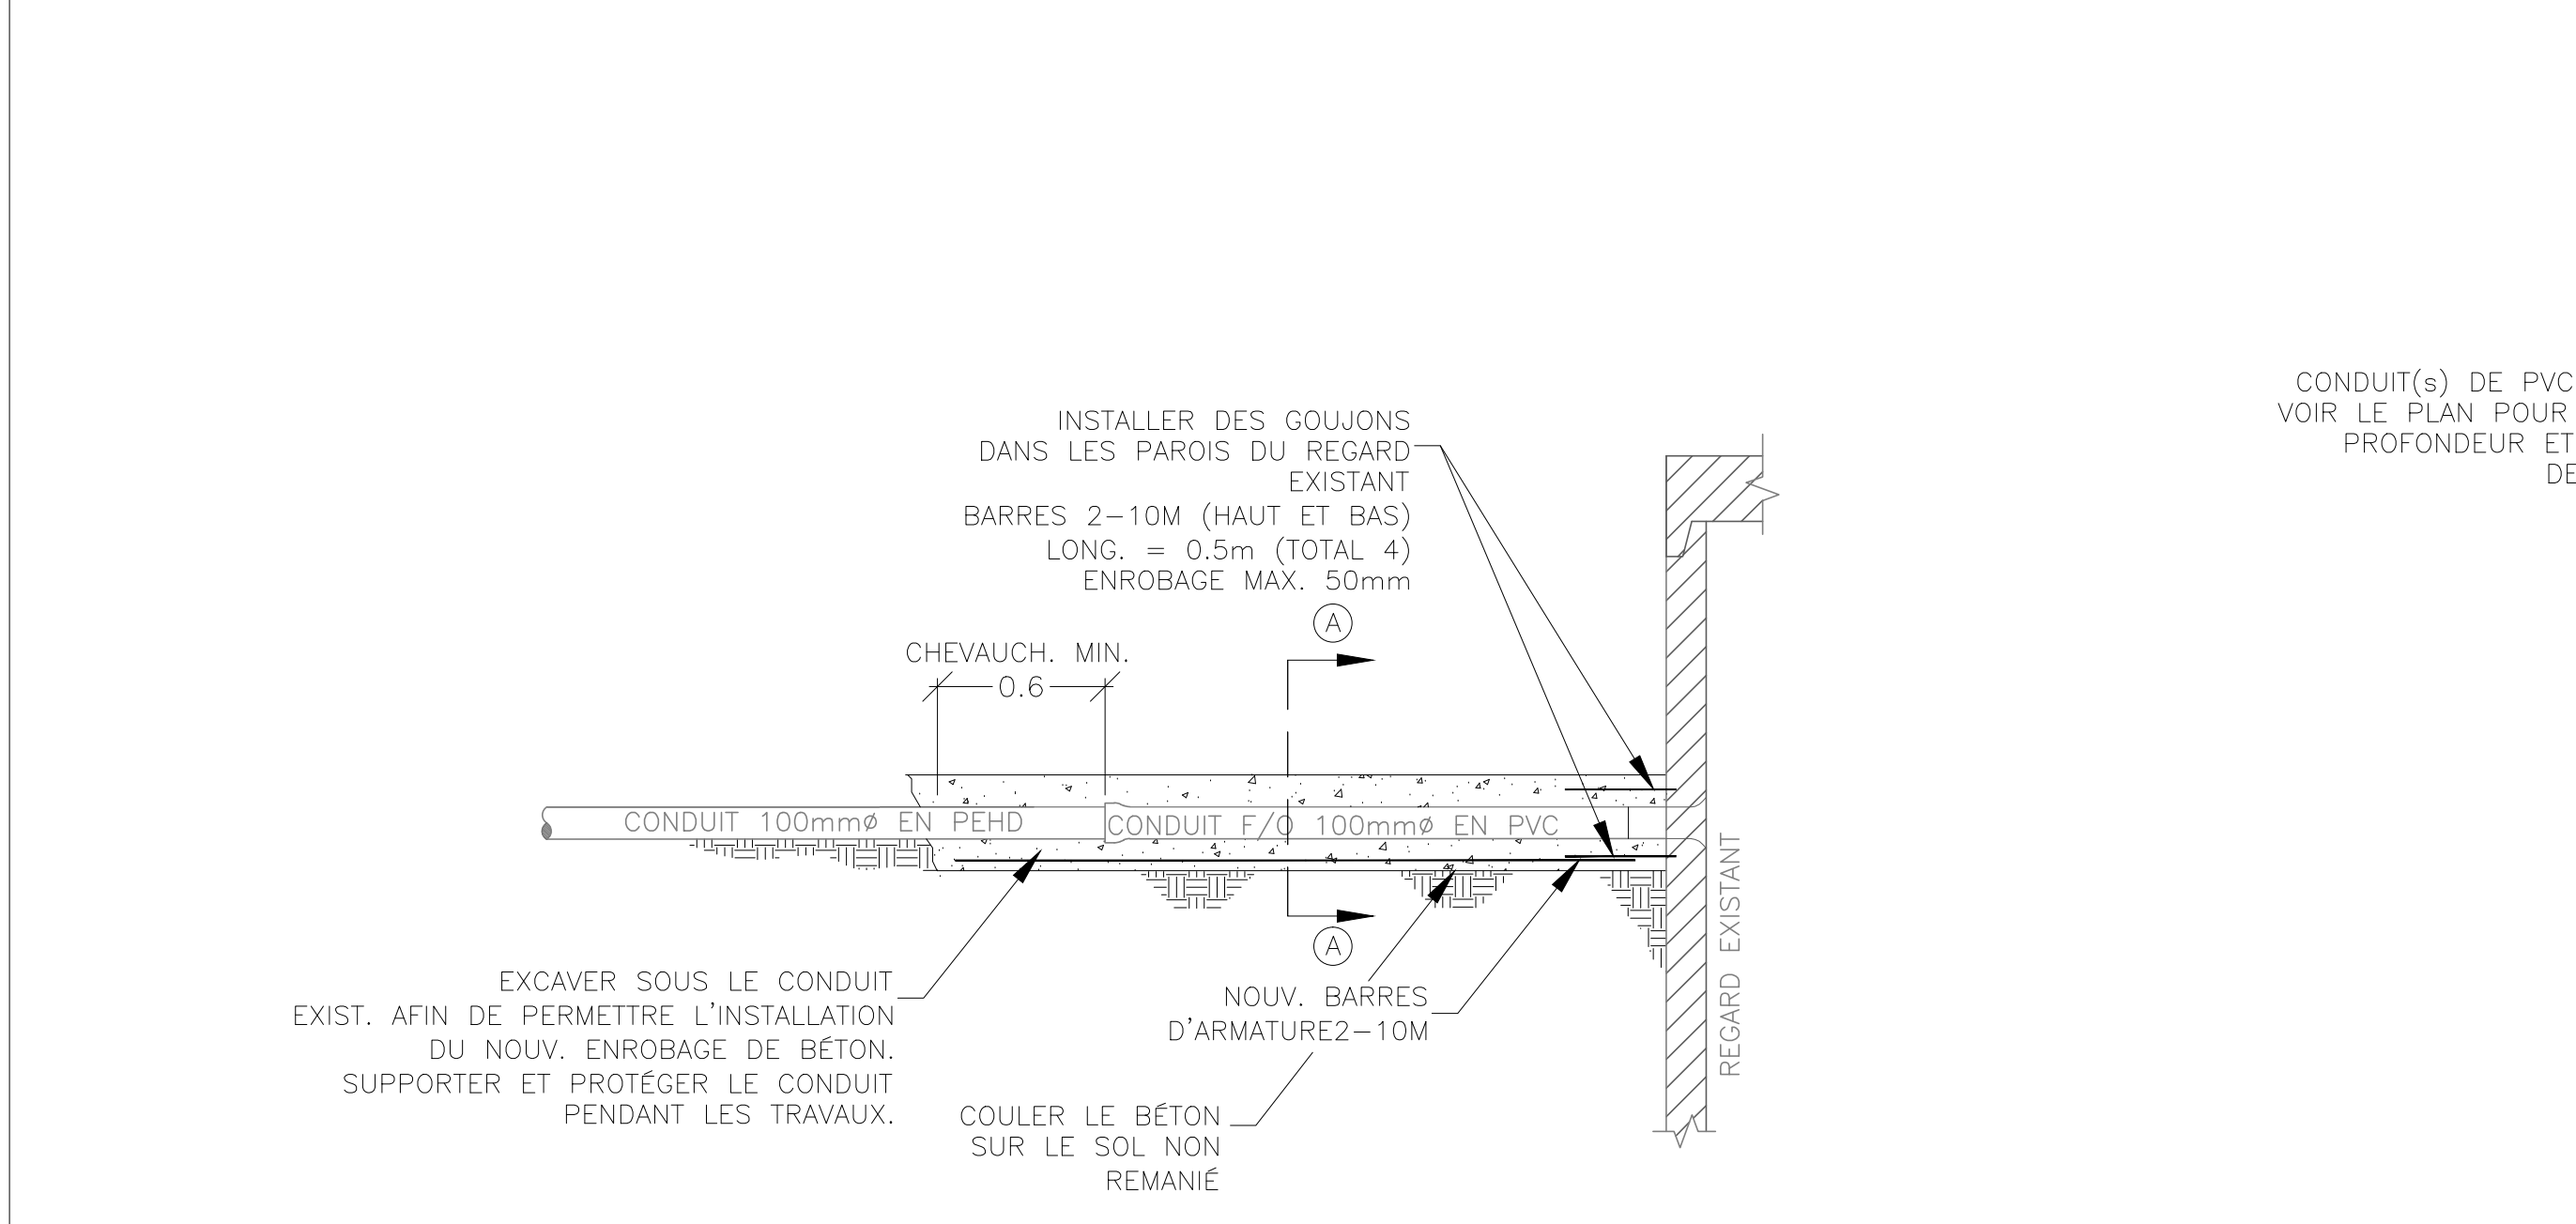 INSTALLER DES GOUJONS
DANS LES PAROIS DU REGARD
EXISTANT
BARRES 2-10M (HAUT ET BAS)
LONG. = 0.5m (TOTAL 4)
ENROBAGE MAX. 50mm
A
CHEVAUCH. MIN.
0.6
CONDUIT 100mmø EN PEHD
CONDUIT F/O 100mmø EN PVC
A
EXCAVER SOUS LE CONDUIT
EXIST. AFIN DE PERMETTRE L'INSTALLATION
DU NOUV. ENROBAGE DE BÉTON.
SUPPORTER ET PROTÉGER LE CONDUIT
PENDANT LES TRAVAUX.
NOUV. BARRES
D'ARMATURE2-10M
COULER LE BÉTON
SUR LE SOL NON
REMANIÉ
REGARD EXISTANT
CONDUIT(s) DE PVC
VOIR LE PLAN POUR
PROFONDEUR ET
DE